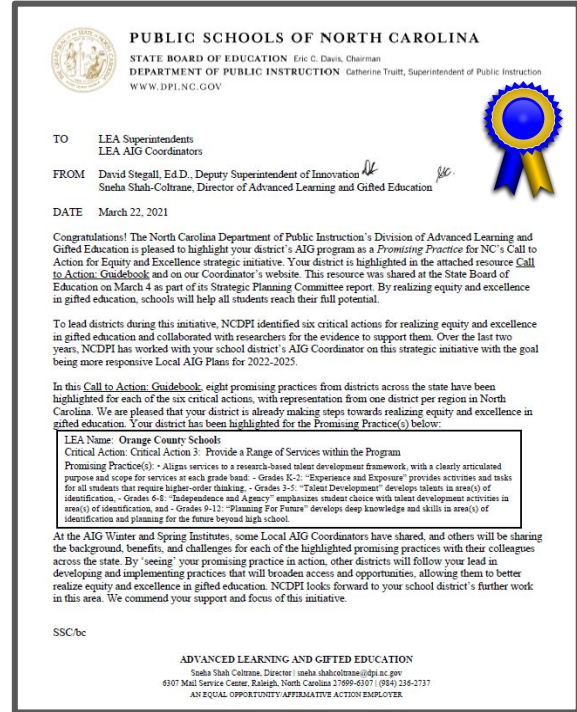 PUBLIC SCHOOLS OF NORTH CAROLINA
STATE BOARD OF EDUCATION Eric C. Davis, Chairman
DEPARTMENT OF PUBLIC INSTRUCTION Catherine Truitt, Superintendent of Public Instruction
WWW.DPI.NC.GOV
TO LEA Superintendents
LEA AIG Coordinators
FROM David Stegall, Ed.D., Deputy Superintendent of Innovation
Sneha Shah-Coltrane, Director of Advanced Learning and Gifted Education
DATE March 22, 2021
Congratulations! The North Carolina Department of Public Instruction's Division of Advanced Learning and
Gifted Education is pleased to highlight your district's AIG program as a Promising Practice for NC's Call to
Action for Equity and Excellence strategic initiative. Your district is highlighted in the attached resource Call
to Action: Guidebook and on our Coordinator's website. This resource was shared at the State Board of
Education on March 4 as part of its Strategic Planning Committee report. By realizing equity and excellence
in gifted education, schools will help all students reach their full potential.
To lead districts during this initiative, NCDPI identified six critical actions for realizing equity and excellence
in gifted education and collaborated with researchers for the evidence to support them. Over the last two
years, NCDPI has worked with your school district's AIG Coordinator on this strategic initiative with the goal
being more responsive Local AIG Plans for 2022-2025.
In this Call to Action: Guidebook, eight promising practices from districts across the state have been
highlighted for each of the six critical actions, with representation from one district per region in North
Carolina. We are pleased that your district is already making steps towards realizing equity and excellence in
gifted education. Your district has been highlighted for the Promising Practice(s) below:
LEA Name: Orange County Schools
Critical Action: Critical Action 3: Provide a Range of Services within the Program
Promising Practice(s): • Aligns services to a research-based talent development framework, with a clearly articulated
purpose and scope for services at each grade band: - Grades K-2: "Experience and Exposure" provides activities and tasks
for all students that require higher-order thinking, - Grades 3-5: "Talent Development" develops talents in area(s) of
identification, - Grades 6-8: "Independence and Agency" emphasizes student choice with talent development activities in
area(s) of identification, and - Grades 9-12: "Planning For Future" develops deep knowledge and skills in area(s) of
identification and planning for the future beyond high school.
At the AIG Winter and Spring Institutes, some Local AIG Coordinators have shared, and others will be sharing
the background, benefits, and challenges for each of the highlighted promising practices with their colleagues
across the state. By 'seeing' your promising practice in action, other districts will follow your lead in
developing and implementing practices that will broaden access and opportunities, allowing them to better
realize equity and excellence in gifted education. NCDPI looks forward to your school district's further work
in this area. We commend your support and focus of this initiative.
SSC/bc
ADVANCED LEARNING AND GIFTED EDUCATION
Sneha Shah Coltrane, Director | sneha.shahcoltrane@dpi.nc.gov
6307 Mail Service Center, Raleigh, North Carolina 27699-6307 | (984) 236-2737
AN EQUAL OPPORTUNITY/AFFIRMATIVE ACTION EMPLOYER